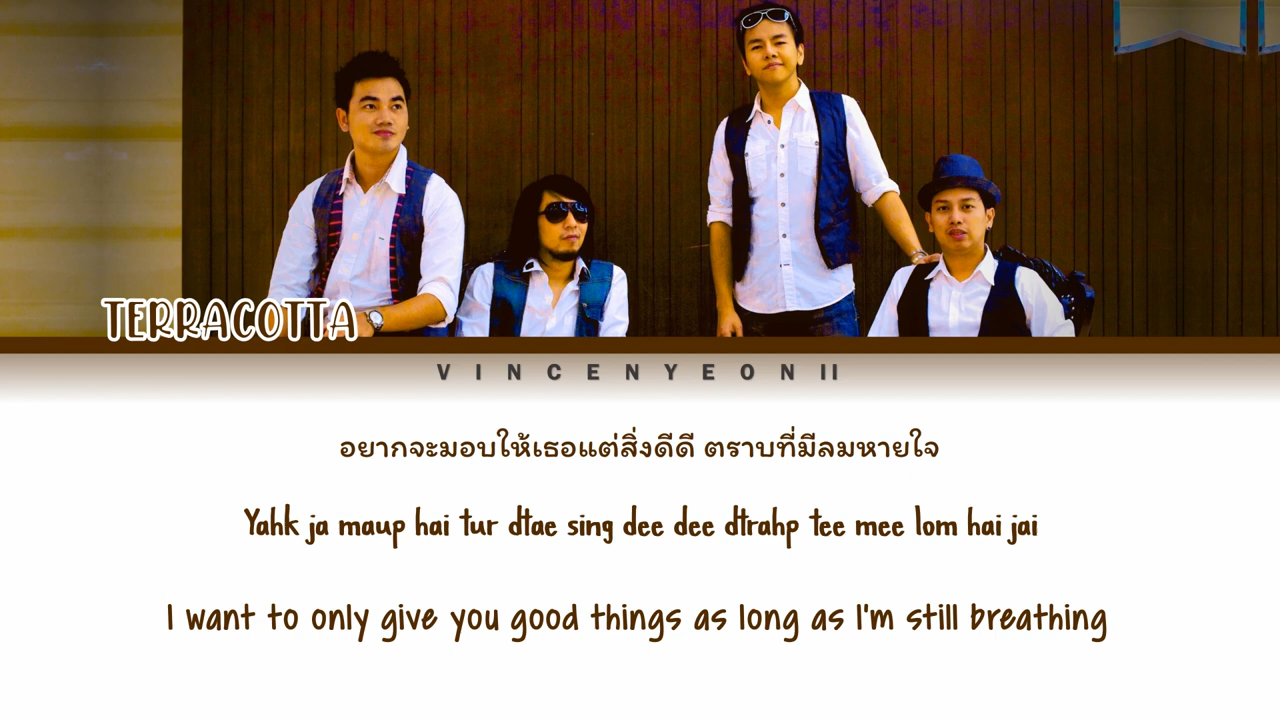 TERRACOTTA
VINCENYEONII
อยากจะมอบให้เธอแต่สิ่งดีดี ตราบที่มีลมหายใจ
Yahk ja maup hai tur dtae sing dee dee dtrahp tee mee lom hai jai
I want to only give you good things as long as I'm still breathing